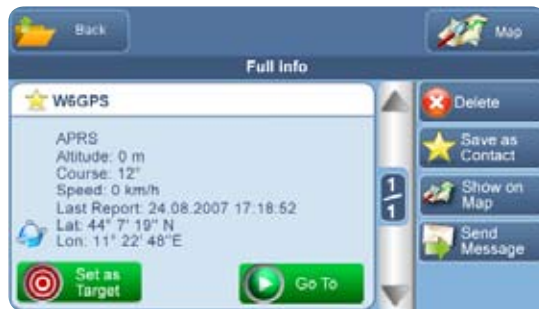 Back
Map
Full info
W6GPS
APRS
Altitude: 0 m
Course: 12°
Speed: 0 km/h
Last Report: 24.08.2007 17:18:52
Lat: 44° 7' 19" N
Lon: 11° 22' 48"E
Set as
Target
Go To
1
1
Delete
Save as
Contact
Show on
Map
Send
Message